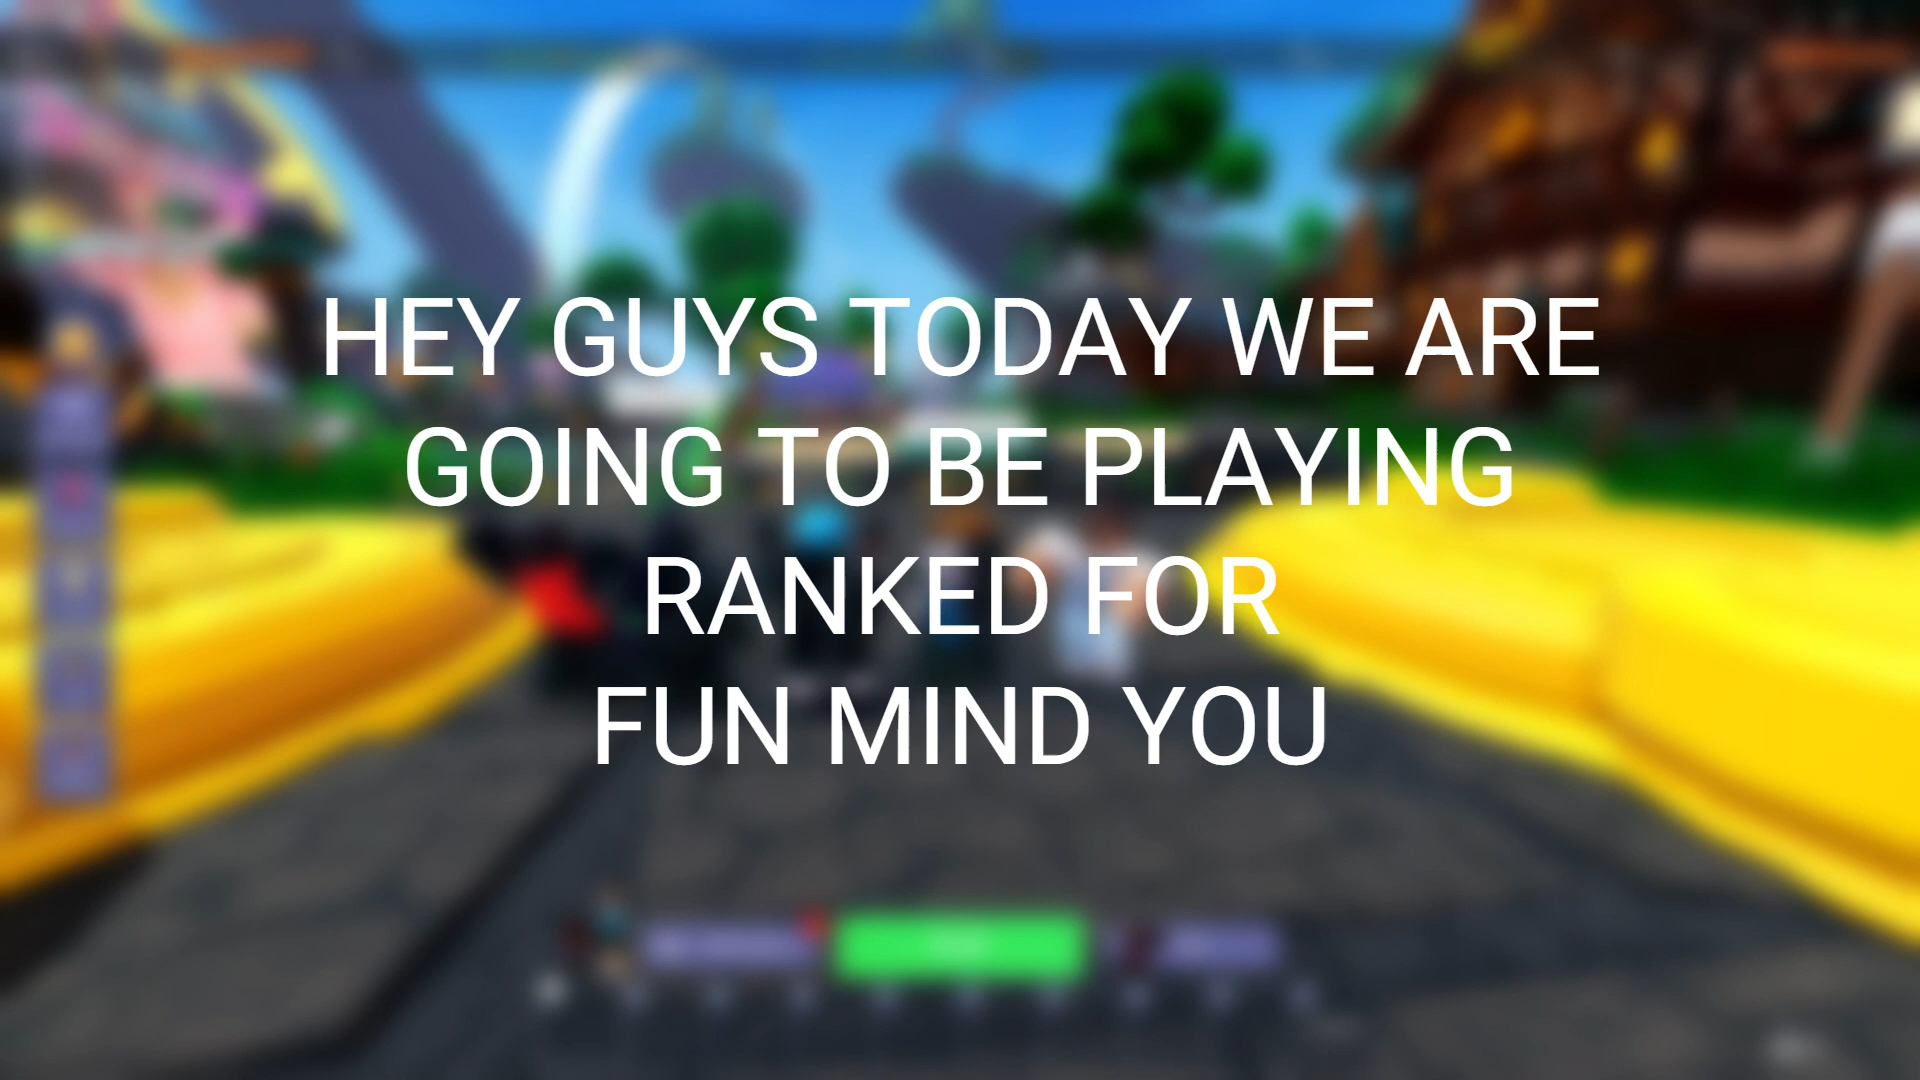 HEY GUYS TODAY WE ARE
GOING TO BE PLAYING
RANKED FOR
FUN MIND YOU